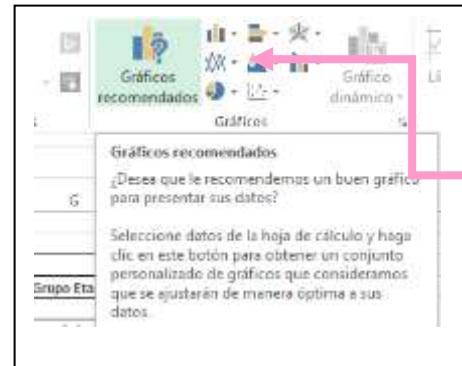 Gráficos
recomendados
Gráfico
dinámico
Gráficos
Gráficos recomendados
¿Desea que le recomendemos un buen gráfico
para presentar sus datos?
G
Seleccione datos de la hoja de cálculo y haga
clic en este botón para obtener un conjunto
personalizado de gráficos que consideramos
que se ajustarán de manera óptima a sus
datos.
Grupo Eta